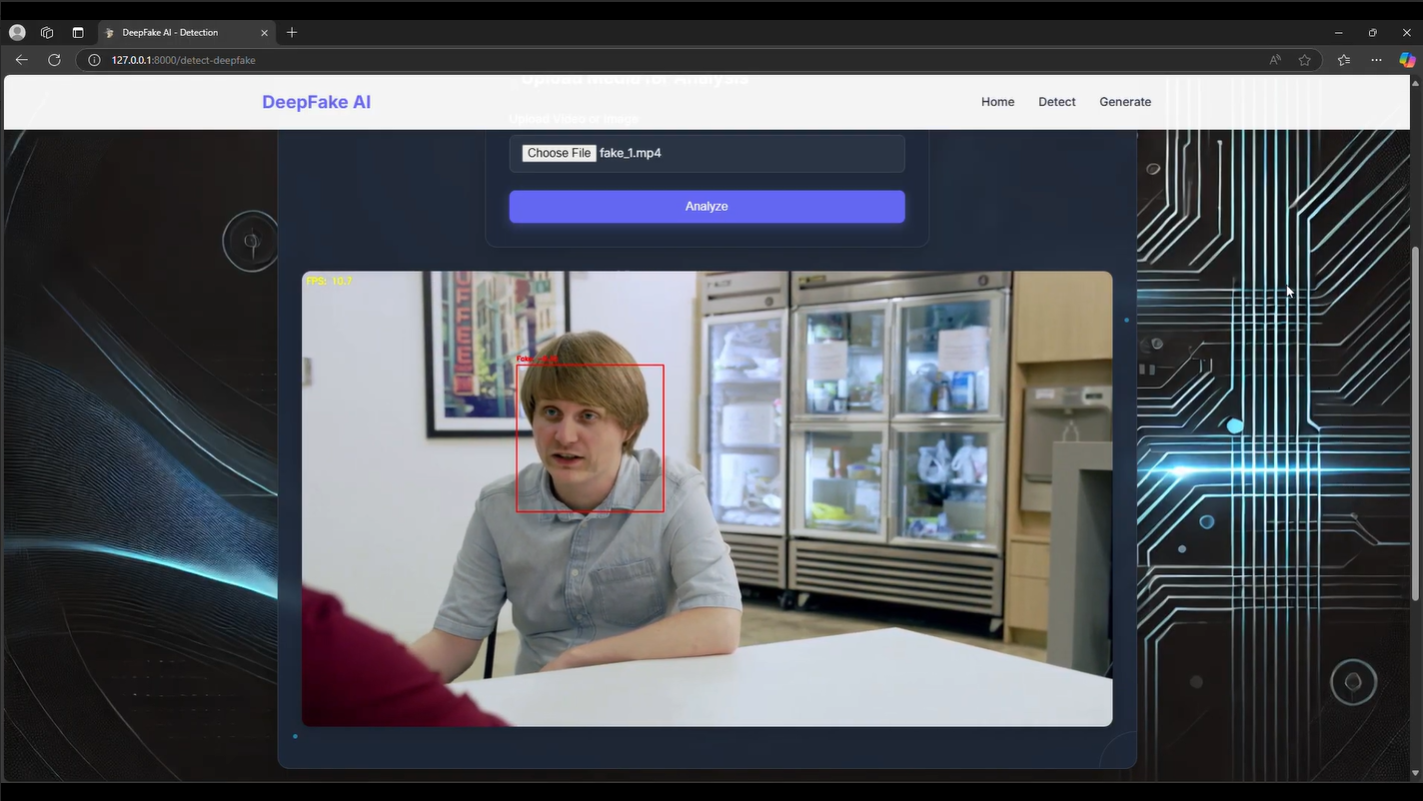 DeepFake AI - Detection
127.0.0.1:8000/detect-deepfake
Upload Media for Analysis
DeepFake AI
Home
Detect
Generate
Upload Video or Image
Choose File fake_1.mp4
Analyze
FPS: 10.7
Fake: